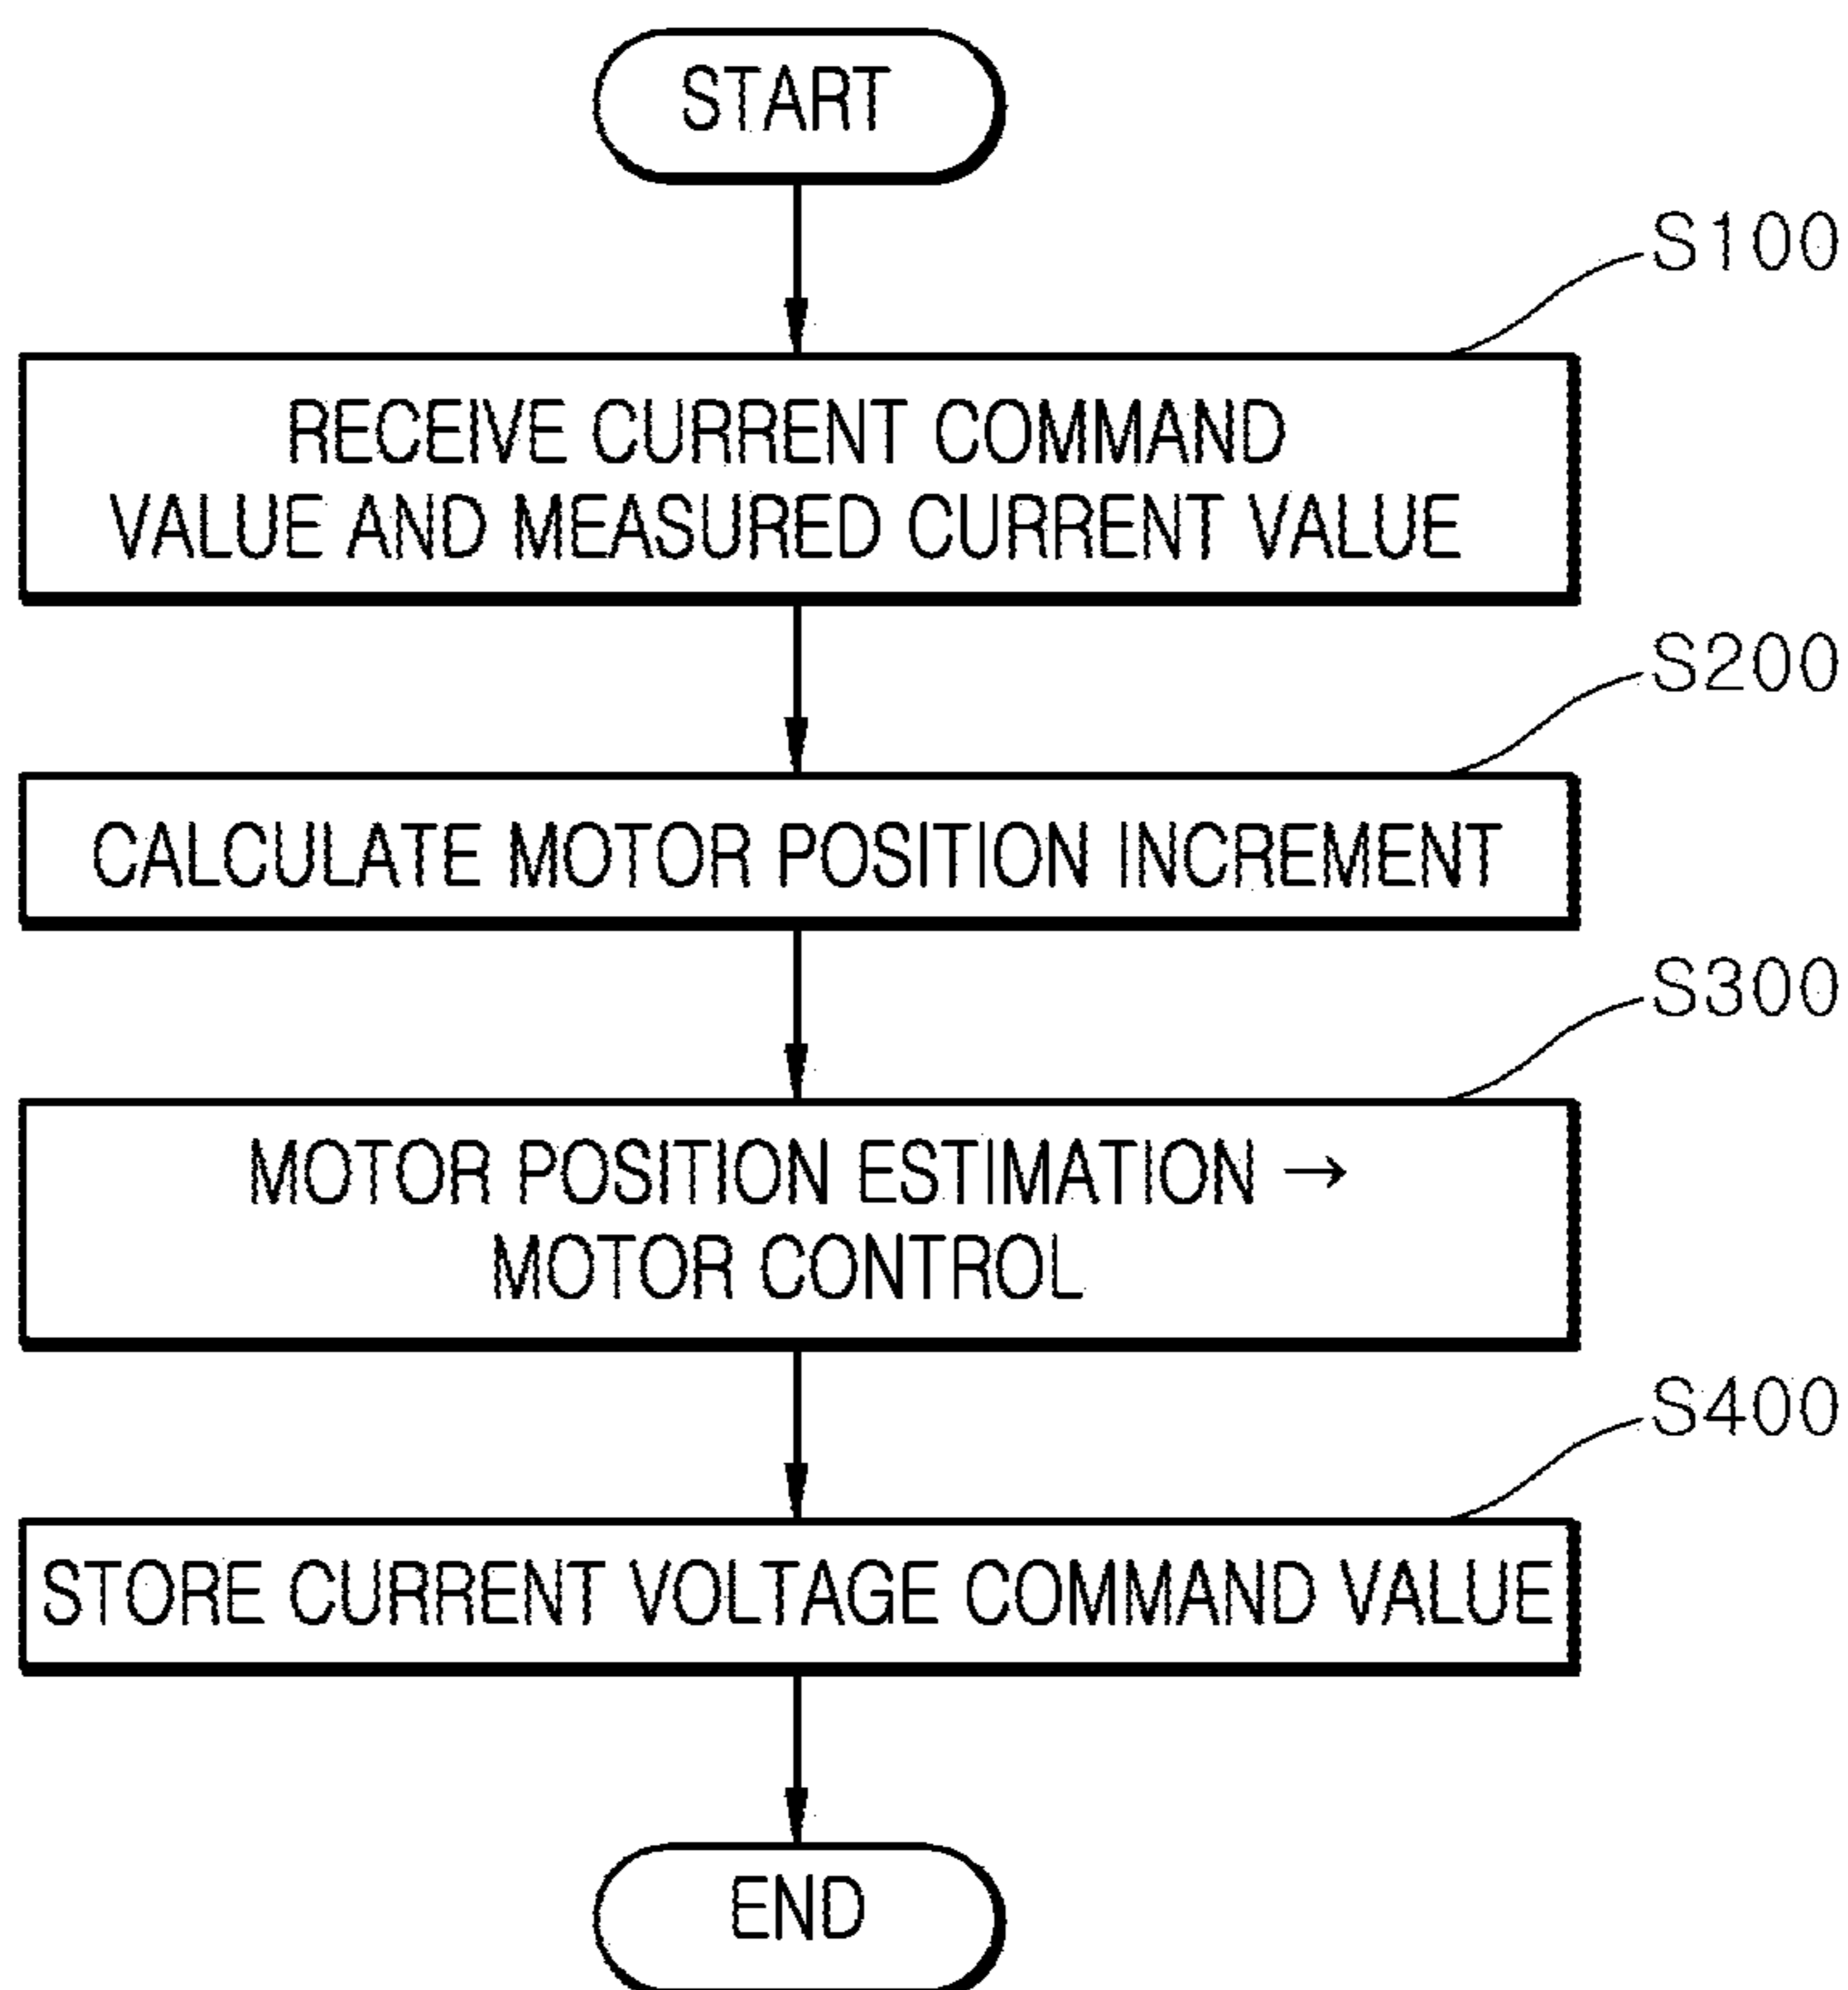 START
S100
RECEIVE CURRENT COMMAND
VALUE AND MEASURED CURRENT VALUE
S200
CALCULATE MOTOR POSITION INCREMENT
S300
MOTOR POSITION ESTIMATION →
MOTOR CONTROL
S400
STORE CURRENT VOLTAGE COMMAND VALUE
END